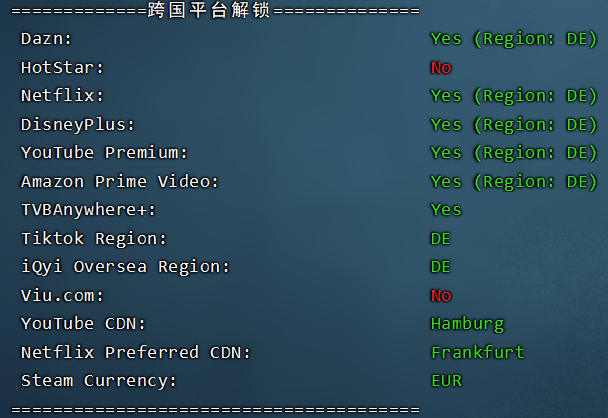 =============跨国平台解锁==============
Dazn: Yes (Region: DE)
HotStar: No
Netflix: Yes (Region: DE)
DisneyPlus: Yes (Region: DE)
YouTube Premium: Yes (Region: DE)
Amazon Prime Video: Yes (Region: DE)
TVBAnywhere+: Yes
Tiktok Region: DE
iQyi Oversea Region: DE
Viu.com: No
YouTube CDN: Hamburg
Netflix Preferred CDN: Frankfurt
Steam Currency: EUR
=======================================